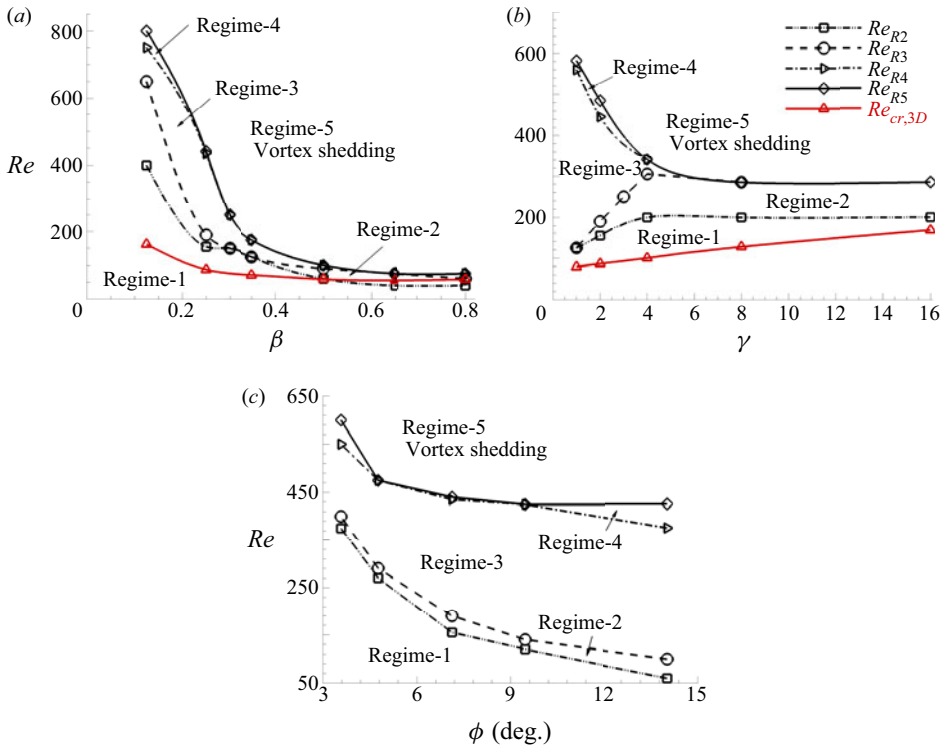 (a)
800
600
400
200
0
Re
0.2
0.4
0.6
0.8
β
Regime-4
Regime-3
Regime-5
Vortex shedding
Regime-2
Regime-1
(b)
600
400
200
0
2
4
6
8
10
12
14
16
γ
Regime-4
Regime-5
Vortex shedding
Regime-3
Regime-2
Regime-1
Re_R2
Re_R3
Re_R4
Re_R5
Re_cr,3D
(c)
650
450
250
50
Re
3
6
9
12
15
ϕ (deg.)
Regime-5
Vortex shedding
Regime-4
Regime-3
Regime-2
Regime-1